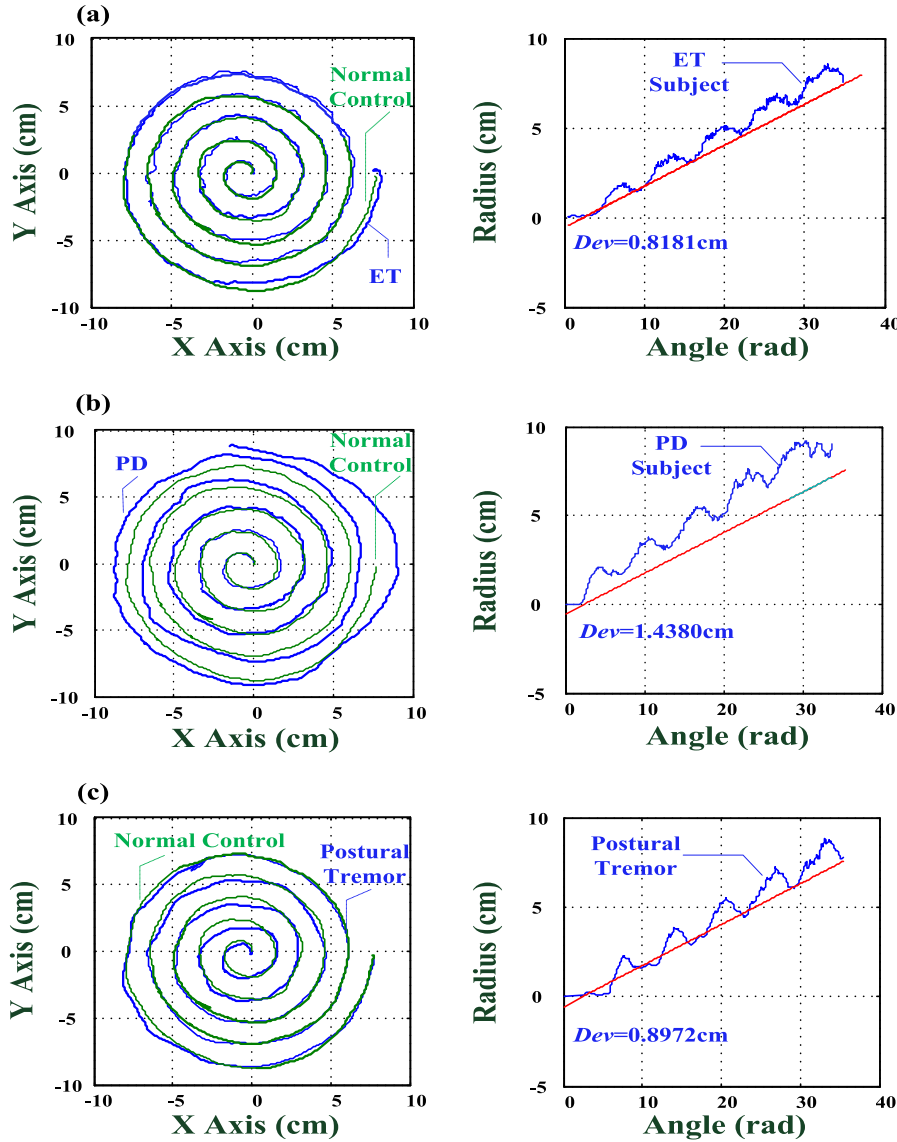 (a)
10
5
0
-5
-10
-10
-5
0
5
10
Y Axis (cm)
X Axis (cm)
Normal
Control
ET
10
5
0
-5
0
10
20
30
40
Radius (cm)
Angle (rad)
ET
Subject
Dev=0.8181cm
(b)
10
5
0
-5
-10
-10
-5
0
5
10
Y Axis (cm)
X Axis (cm)
PD
Normal
Control
10
5
0
-5
0
10
20
30
40
Radius (cm)
Angle (rad)
PD
Subject
Dev=1.4380cm
(c)
10
5
0
-5
-10
-10
-5
0
5
10
Y Axis (cm)
X Axis (cm)
Normal Control
Postural
Tremor
10
5
0
-5
0
10
20
30
40
Radius (cm)
Angle (rad)
Postural
Tremor
Dev=0.8972cm